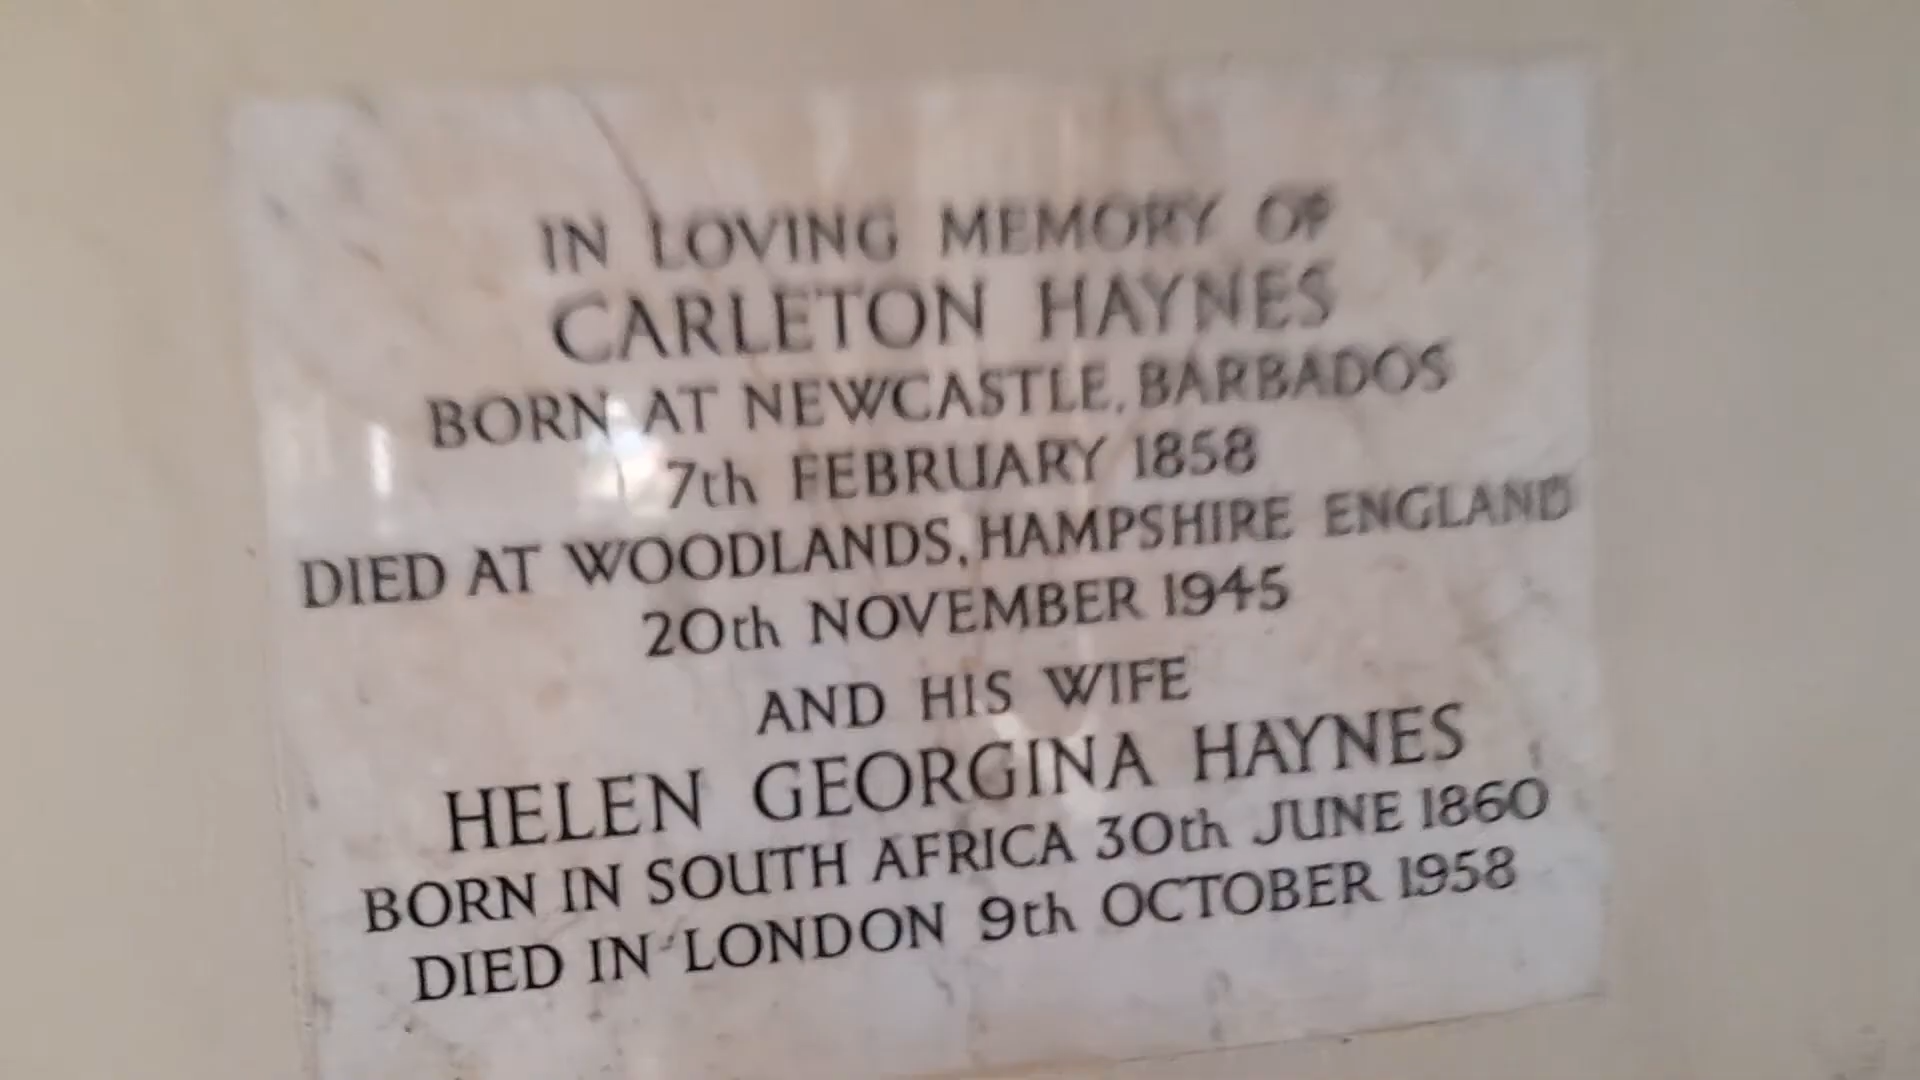 IN LOVING MEMORY OF
CARLETON HAYNES
BORN AT NEWCASTLE, BARBADOS
7th FEBRUARY 1858
DIED AT WOODLANDS, HAMPSHIRE ENGLAND
20th NOVEMBER 1945
AND HIS WIFE
HELEN GEORGINA HAYNES
BORN IN SOUTH AFRICA 30th JUNE 1860
DIED IN LONDON 9th OCTOBER 1958